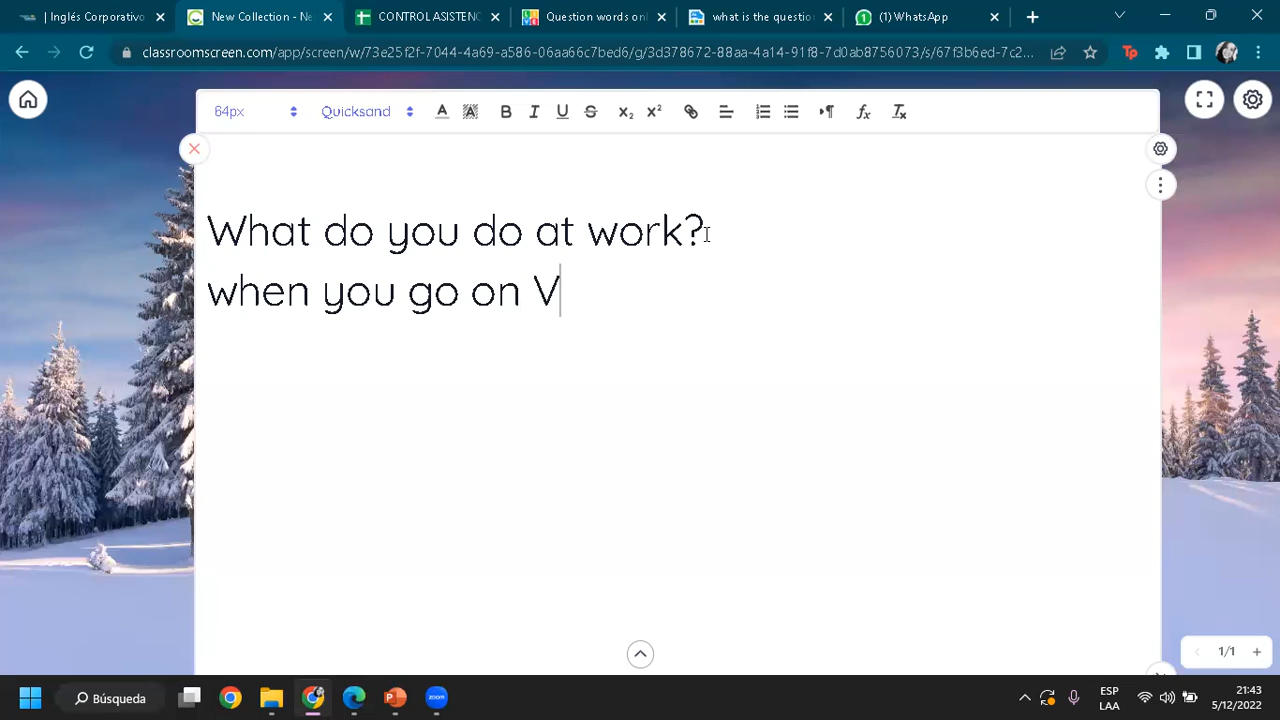 | Inglés Corporativo
New Collection - Ne
CONTROL ASISTENC
Question words onl
what is the questio
(1) WhatsApp
classroomscreen.com/app/screen/w/73e25f2f-7044-4a69-a586-06aa66c7bed6/g/3d378672-88aa-4a14-91f8-7d0ab8756073/s/67f3b6ed-7c2...
64px Quicksand
What do you do at work?
when you go on V
1/1
Búsqueda
zoom
ESP
LAA
21:43
5/12/2022